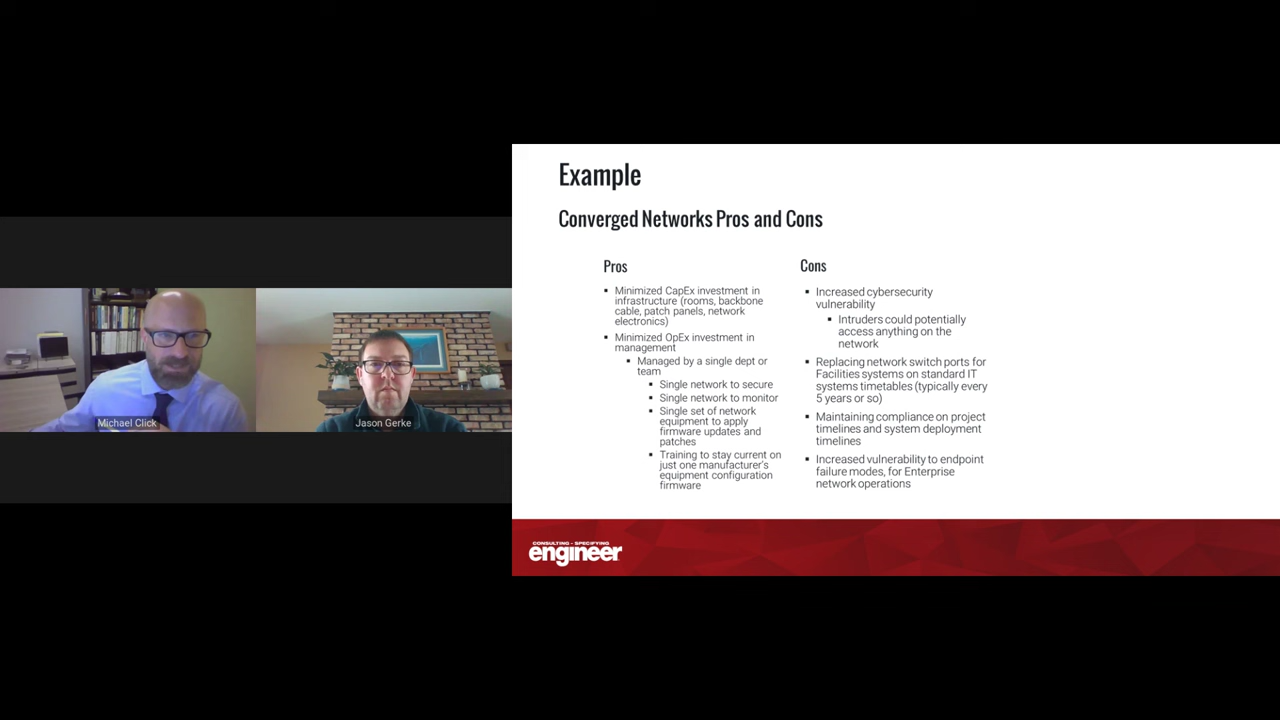 Michael Click
Jason Gerke
Example
Converged Networks Pros and Cons
Pros
▪ Minimized CapEx investment in
infrastructure (rooms, backbone
cable, patch panels, network
electronics)
▪ Minimized OpEx investment in
management
▪ Managed by a single dept or
team
▪ Single network to secure
▪ Single network to monitor
▪ Single set of network
equipment to apply
firmware updates and
patches
▪ Training to stay current on
just one manufacturer's
equipment configuration
firmware
Cons
▪ Increased cybersecurity
vulnerability
▪ Intruders could potentially
access anything on the
network
▪ Replacing network switch ports for
Facilities systems on standard IT
systems timetables (typically every
5 years or so)
▪ Maintaining compliance on project
timelines and system deployment
timelines
▪ Increased vulnerability to endpoint
failure modes, for Enterprise
network operations
CONSULTING - SPECIFYING
engineer